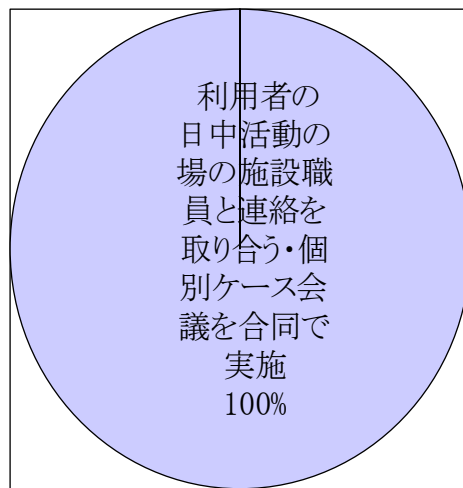 利用者の
日中活動の
場の施設職
員と連絡を
取り合う・個
別ケース会
議を合同で
実施
100%